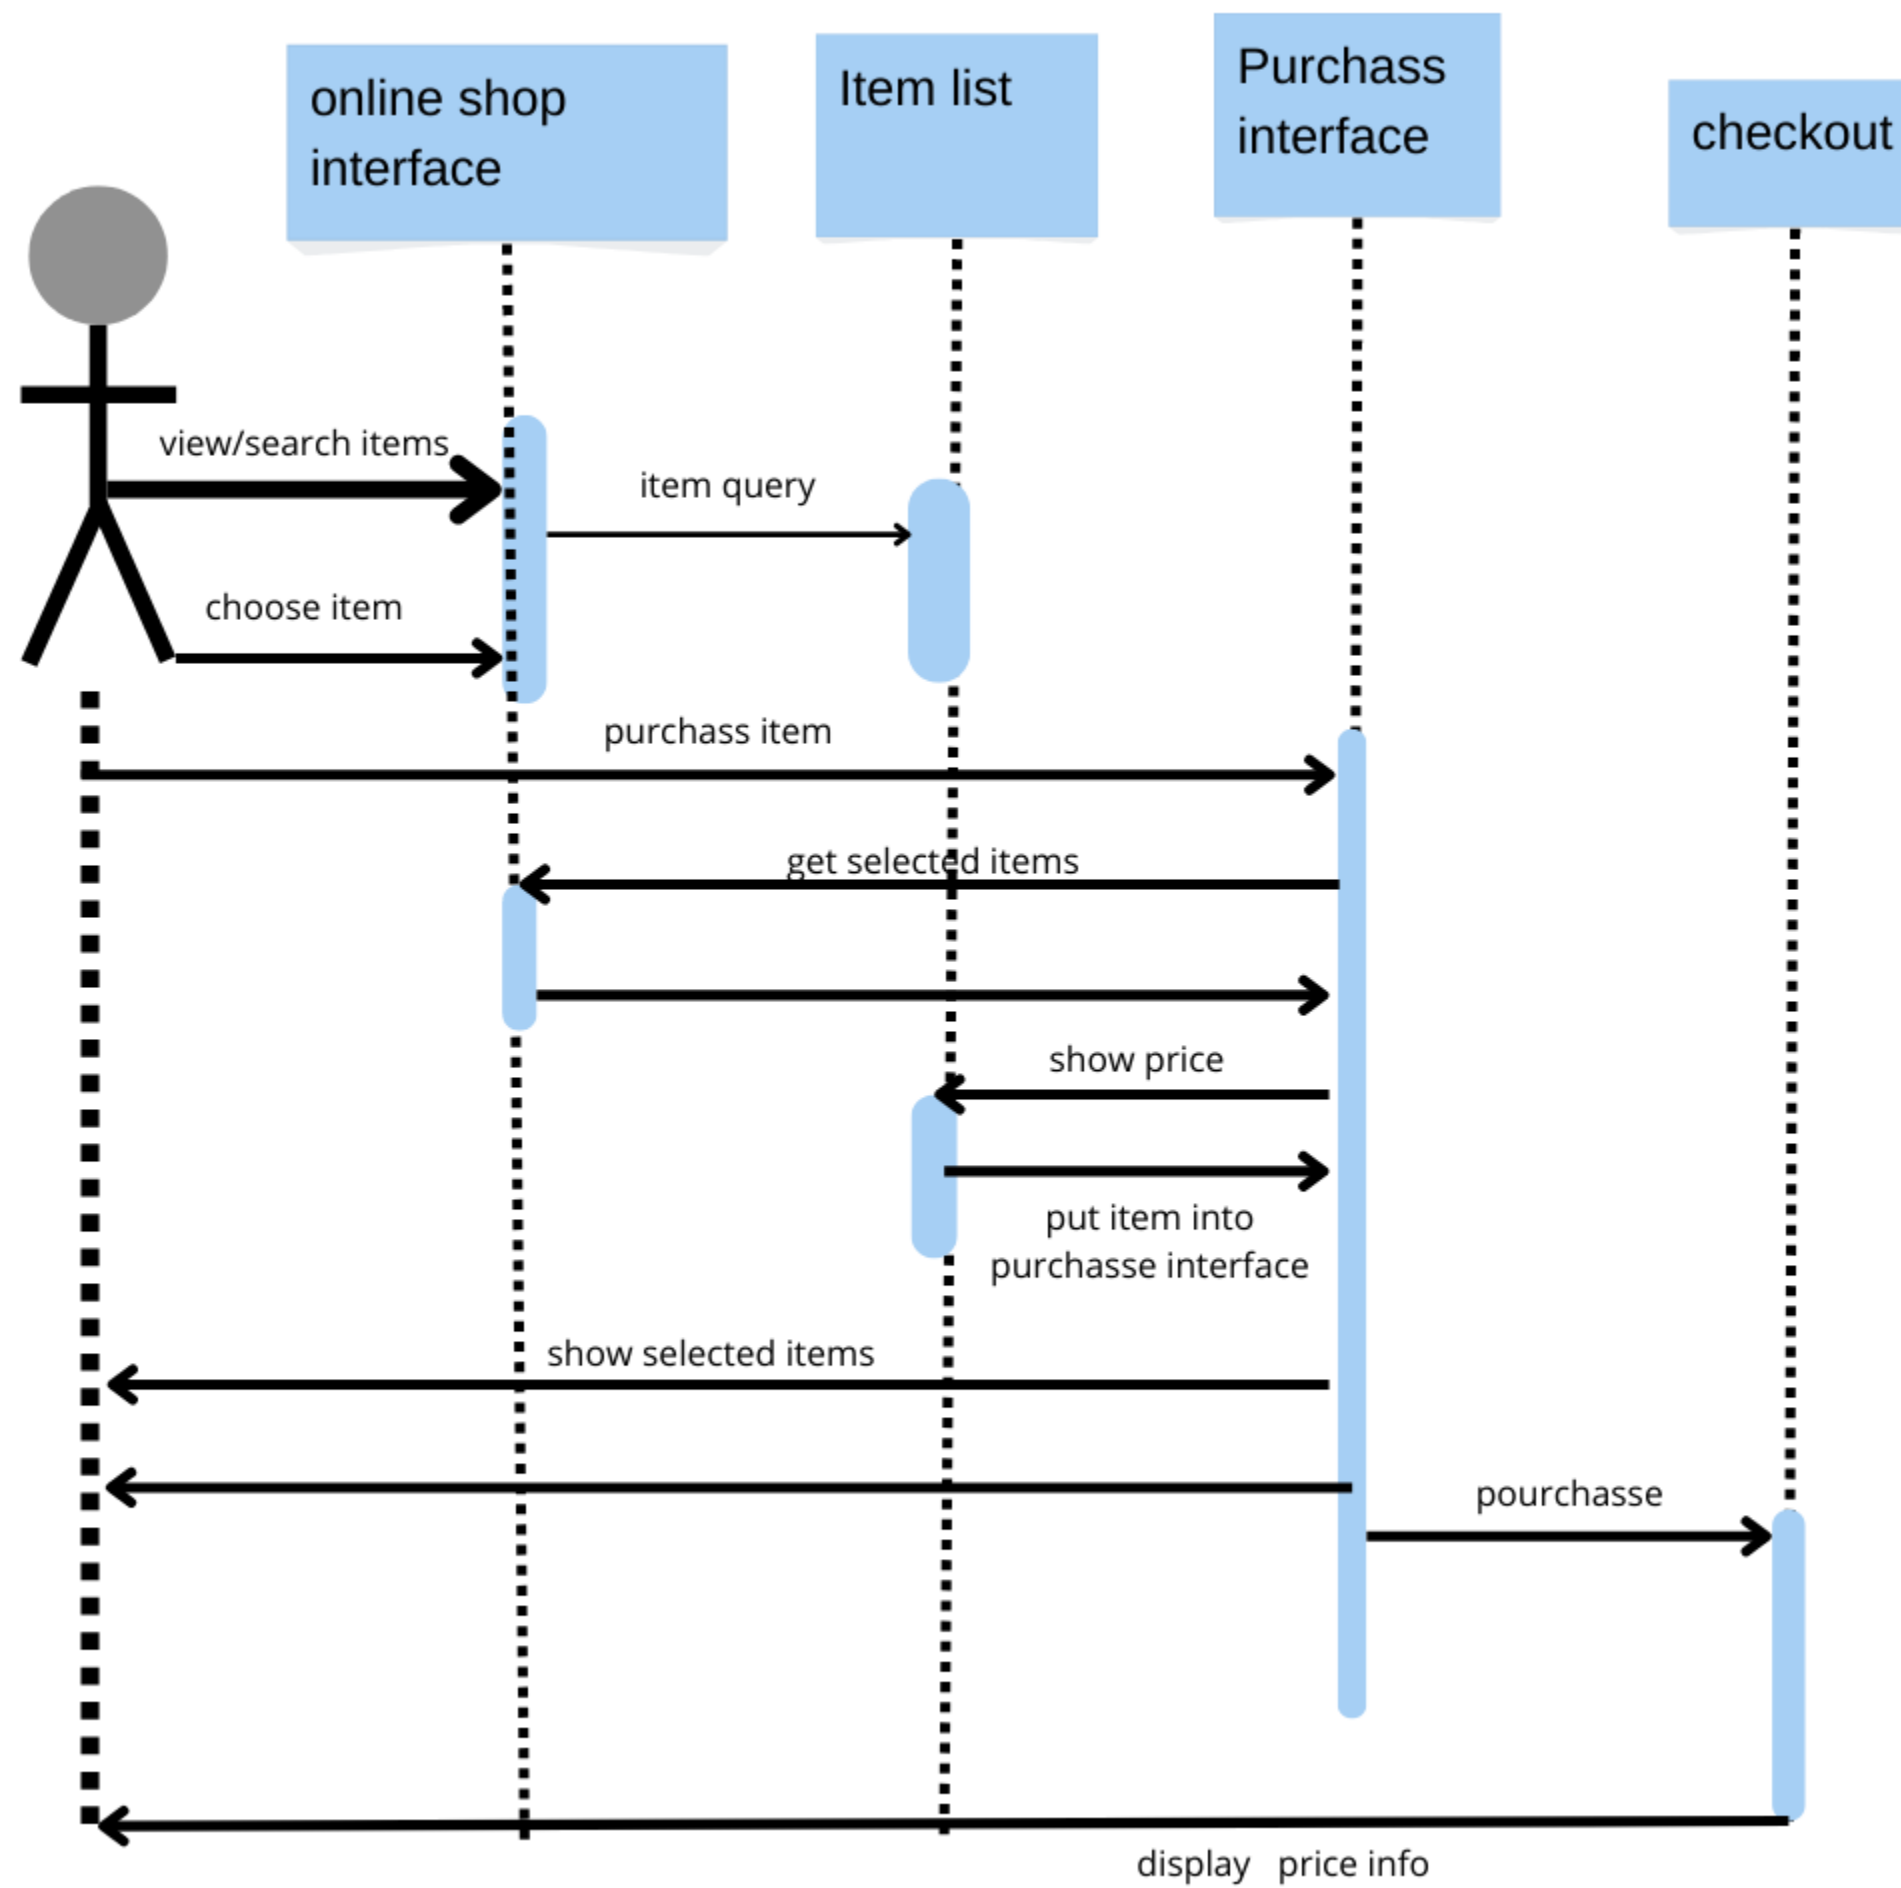 online shop
interface
Item list
Purchass
interface
checkout
view/search items
item query
choose item
purchass item
get selected items
show price
put item into
purchasse interface
show selected items
pourchasse
display price info